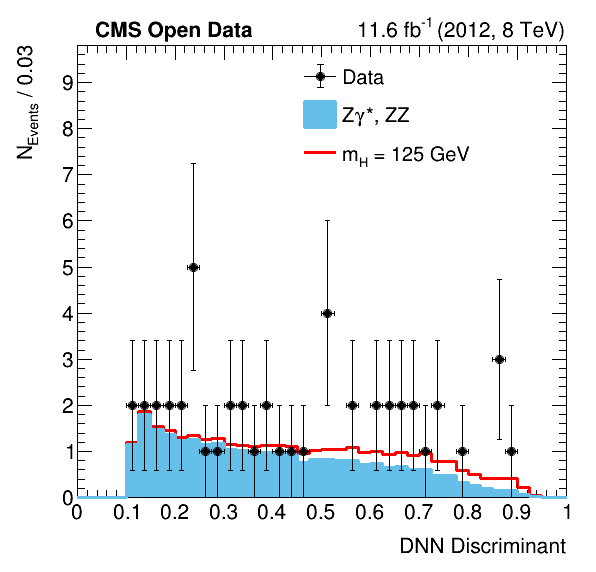 CMS Open Data 11.6 fb⁻¹ (2012, 8 TeV)
N_Events / 0.03
Data
Zγ*, ZZ
m_H = 125 GeV
9
8
7
6
5
4
3
2
1
0
0 0.1 0.2 0.3 0.4 0.5 0.6 0.7 0.8 0.9 1
DNN Discriminant